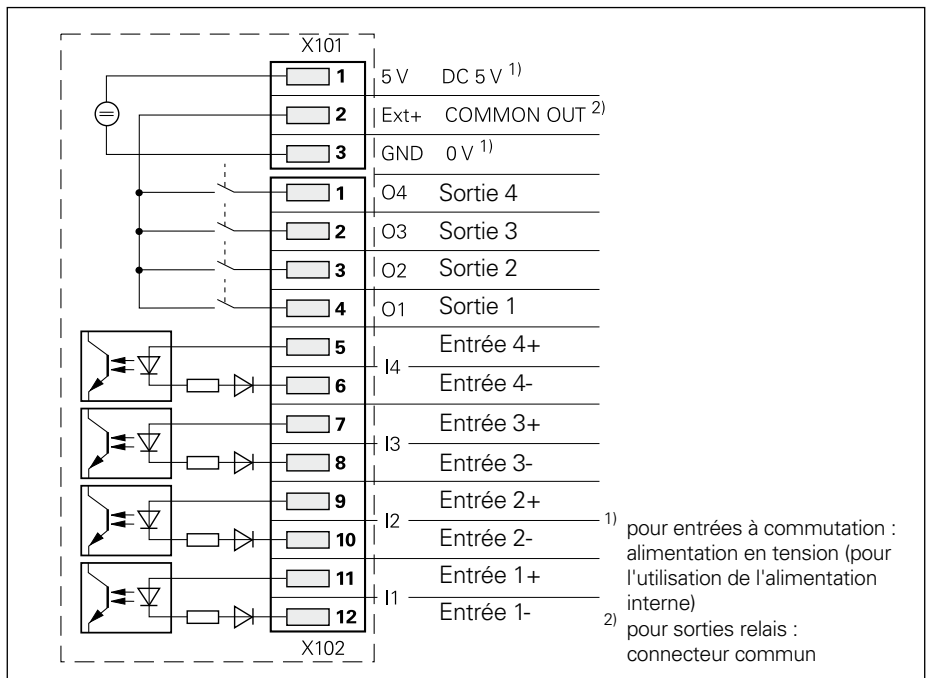 X101
1 5 V DC 5 V 1)
2 Ext+ COMMON OUT 2)
3 GND 0 V 1)
1 O4 Sortie 4
2 O3 Sortie 3
3 O2 Sortie 2
4 O1 Sortie 1
5 Entrée 4+
I4
6 Entrée 4-
7 Entrée 3+
I3
8 Entrée 3-
9 Entrée 2+
I2
10 Entrée 2-
11 Entrée 1+
I1
12 Entrée 1-
X102
1) pour entrées à commutation :
alimentation en tension (pour
l'utilisation de l'alimentation
interne)
2) pour sorties relais :
connecteur commun